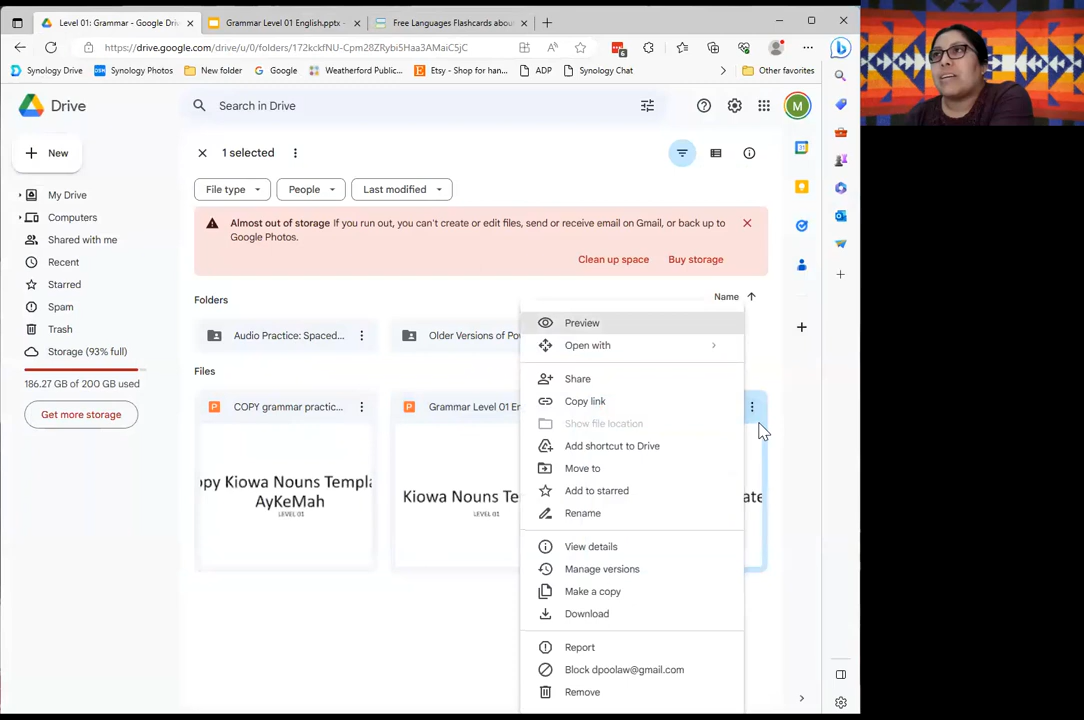 Level 01: Grammar - Google Dri
Grammar Level 01 English.pptx -
Free Languages Flashcards abou
https://drive.google.com/drive/u/0/folders/172kckfNU-Cpm28ZRybi5Haa3AMaiC5jC
6
Synology Drive
DSM
Synology Photos
New folder
Google
Weatherford Public...
Etsy - Shop for han...
ADP
Synology Chat
Other favorites
Drive
Search in Drive
M
New
1 selected
My Drive
Computers
Shared with me
Recent
Starred
Spam
Trash
Storage (93% full)
186.27 GB of 200 GB used
Get more storage
File type
People
Last modified
Almost out of storage If you run out, you can't create or edit files, send or receive email on Gmail, or back up to
Google Photos.
Clean up space
Buy storage
Name
Folders
Audio Practice: Spaced...
Older Versions of Po
Files
COPY grammar practic...
Grammar Level 01 En
opy Kiowa Nouns Templa
AyKeMah
LEVEL 01
Kiowa Nouns Te
LEVEL 01
ate
Preview
Open with
Share
Copy link
Show file location
Add shortcut to Drive
Move to
Add to starred
Rename
View details
Manage versions
Make a copy
Download
Report
Block dpoolaw@gmail.com
Remove
31